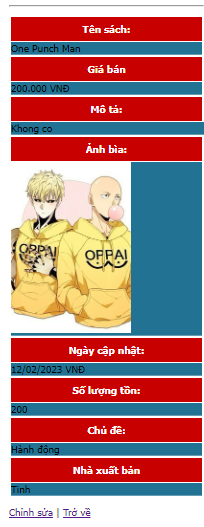 Tên sách:
One Punch Man
Giá bán
200.000 VNĐ
Mô tả:
Khong co
Ảnh bìa:
OPPAI
OPPAI
Ngày cập nhật:
12/02/2023 VNĐ
Số lượng tồn:
200
Chủ đề:
Hành động
Nhà xuất bản
Tinh
Chỉnh sửa | Trở về